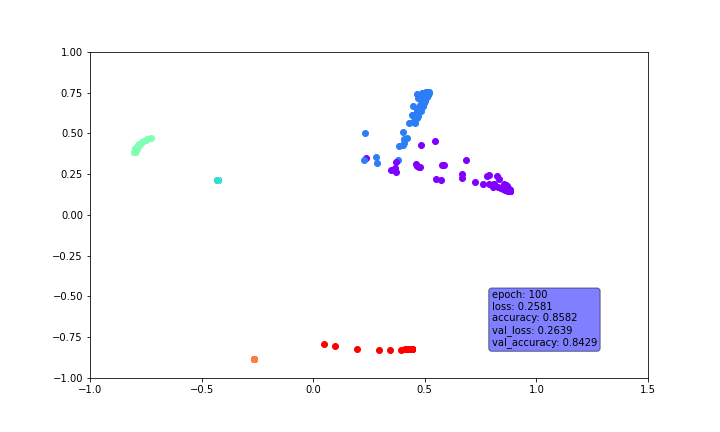 1.00
0.75
0.50
0.25
0.00
−0.25
−0.50
−0.75
−1.00
epoch: 100
loss: 0.2581
accuracy: 0.8582
val_loss: 0.2639
val_accuracy: 0.8429
−1.0 −0.5 0.0 0.5 1.0 1.5